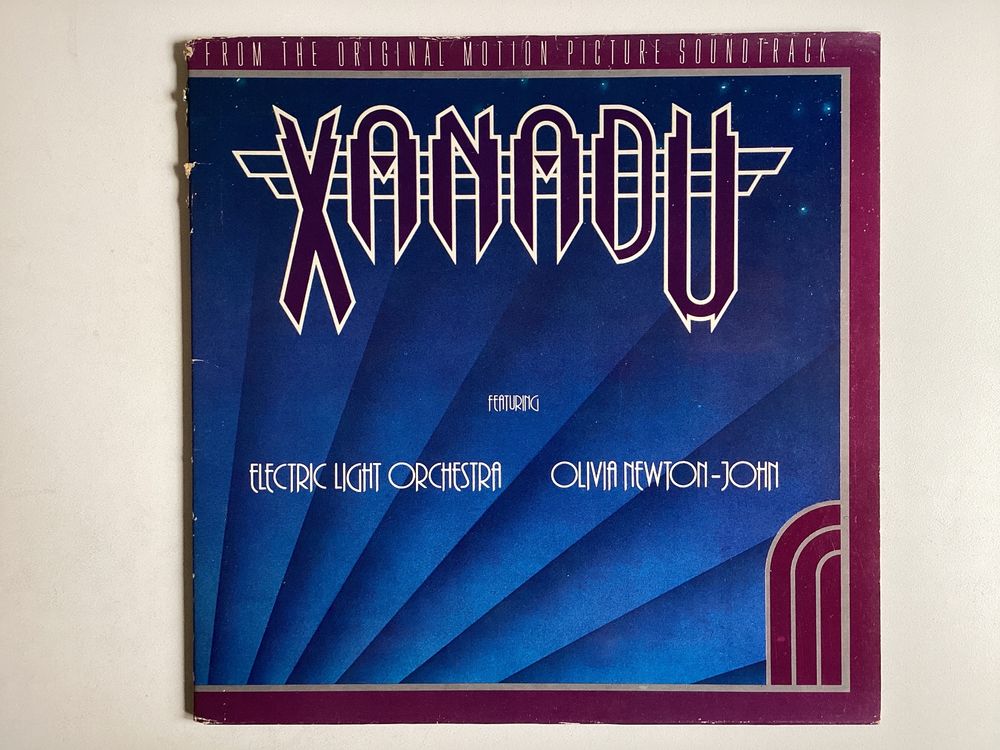 FROM THE ORIGINAL MOTION PICTURE SOUNDTRACK
XANADU
FEATURING
ELECTRIC LIGHT ORCHESTRA OLIVIA NEWTON-JOHN